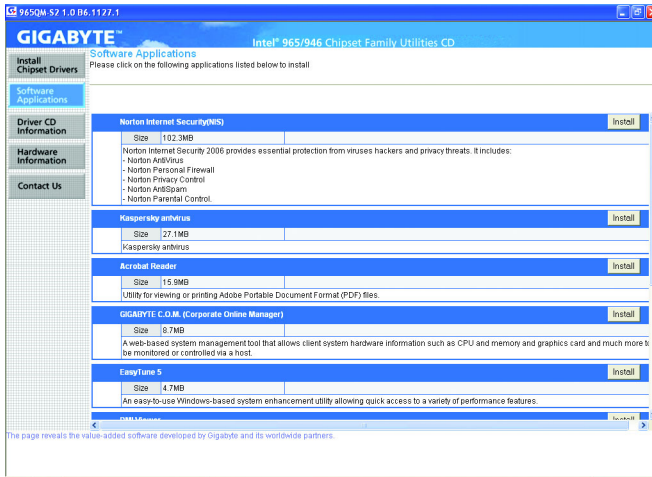 965QM-S2 1.0 B6.1127.1
GIGABYTE™
Intel® 965/946 Chipset Family Utilities CD
Install
Chipset Drivers
Software
Applications
Driver CD
Information
Hardware
Information
Contact Us
Software Applications
Please click on the following applications listed below to install
Norton Internet Security(NIS) Install
Size 102.3MB
Norton Internet Security 2006 provides essential protection from viruses hackers and privacy threats. It includes:
- Norton AntiVirus
- Norton Personal Firewall
- Norton Privacy Control
- Norton AntiSpam
- Norton Parental Control.
Kaspersky antvirus Install
Size 27.1MB
Kaspersky antvirus
Acrobat Reader Install
Size 15.9MB
Utility for viewing or printing Adobe Portable Document Format (PDF) files.
GIGABYTE C.O.M. (Corporate Online Manager) Install
Size 8.7MB
A web-based system management tool that allows client system hardware information such as CPU and memory and graphics card and much more to
be monitored or controlled via a host.
EasyTune 5 Install
Size 4.7MB
An easy-to-use Windows-based system enhancement utility allowing quick access to a variety of performance features.
DMI Viewer Install
The page reveals the value-added software developed by Gigabyte and its worldwide partners.